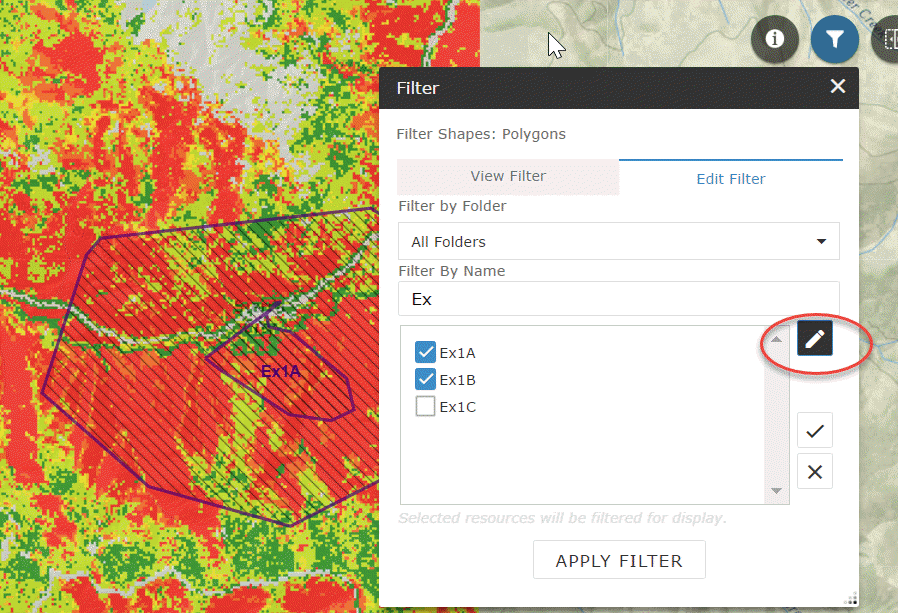 Filter
Filter Shapes: Polygons
View Filter
Edit Filter
Filter by Folder
All Folders
Filter By Name
Ex
Ex1A
Ex1B
Ex1C
Selected resources will be filtered for display.
APPLY FILTER
Ex1A